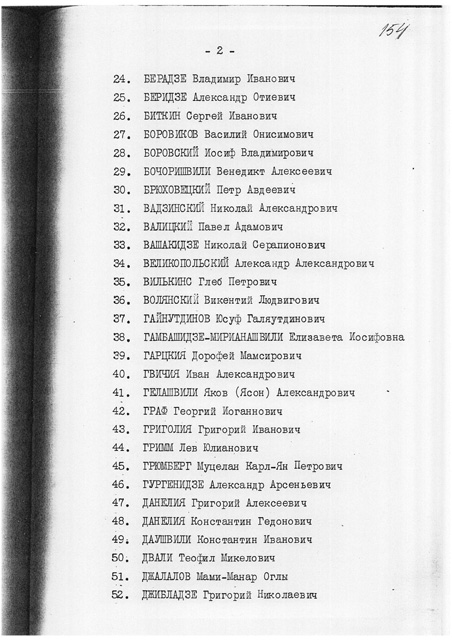 154
- 2 -
24. БЕРАДЗЕ Владимир Иванович
25. БЕРИДЗЕ Александр Отиевич
26. БИТКИН Сергей Иванович
27. БОРОВИКОВ Василий Онисимович
28. БОРОВСКИЙ Иосиф Владимирович
29. БОЧОРИШВИЛИ Венедикт Алексеевич
30. БРЮХОВЕЦКИЙ Петр Авдеевич
31. ВАДЗИНСКИЙ Николай Александрович
32. ВАЛИЦКИЙ Павел Адамович
33. ВАШАКИДЗЕ Николай Серапионович
34. ВЕЛИКОПОЛЬСКИЙ Александр Александрович
35. ВИЛЬКИНС Глеб Петрович
36. ВОЛЯНСКИЙ Викентий Людвигович
37. ГАЙНУТДИНОВ Юсуф Галяутдинович
38. ГАМБАШИДЗЕ-МИРИАНАШВИЛИ Елизавета Иосифовна
39. ГАРЦКИЯ Дорофей Мамсирович
40. ГВИЧИЯ Иван Александрович
41. ГЕЛАШВИЛИ Яков (Ясон) Александрович
42. ГРАФ Георгий Иоганнович
43. ГРИГОЛИЯ Григорий Иванович
44. ГРИММ Лев Юлианович
45. ГРЮМБЕРГ Муцелан Карл-Ян Петрович
46. ГУРГЕНИДЗЕ Александр Арсеньевич
47. ДАНЕЛИЯ Григорий Алексеевич
48. ДАНЕЛИЯ Константин Гедонович
49. ДАУШВИЛИ Константин Иванович
50. ДВАЛИ Теофил Микелович
51. ДЖАЛАЛОВ Мами-Манар Оглы
52. ДЖИБЛАДЗЕ Григорий Николаевич